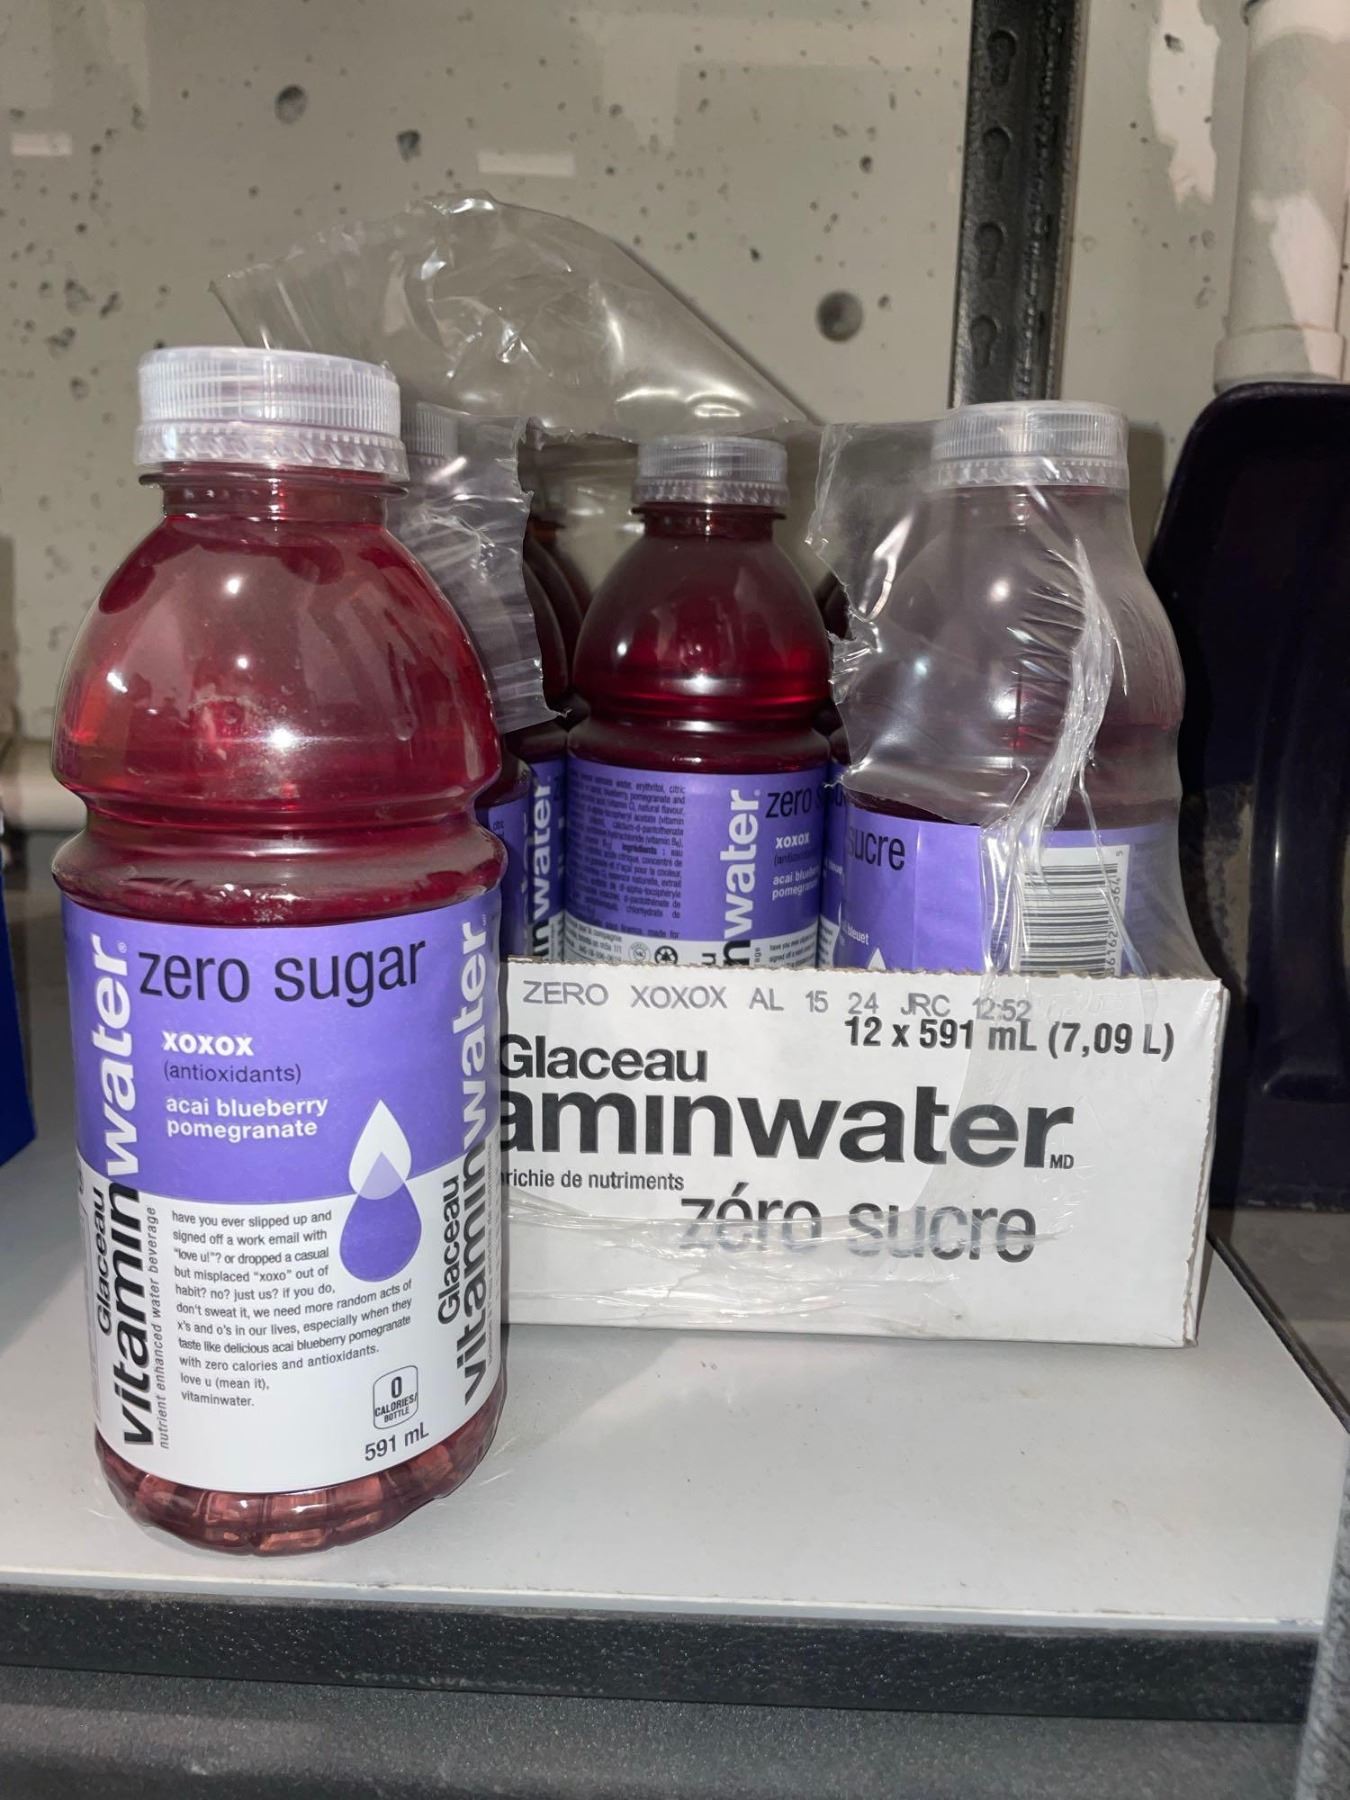 zero sugar
xoxox
(antioxidants)
acai blueberry
pomegranate
Glaceau
vitaminwater®
nutrient enhanced water beverage
have you ever slipped up and
signed off a work email with
"love u!"? or dropped a casual
but misplaced "xoxo" out of
habit? no? just us? if you do,
don't sweat it, we need more random acts of
x's and o's in our lives, especially when they
taste like delicious acai blueberry pomegranate
with zero calories and antioxidants.
love u (mean it),
vitaminwater.
0
CALORIES/
BOTTLE
591 mL
Glaceau
vitaminwater
water
water
zero
xoxox
acai
sucre
bleuet
ZERO XOXOX AL 15 24 JRC 12:52
12 x 591 mL (7,09 L)
Glaceau
aminwater MD
richie de nutriments
zéro sucre